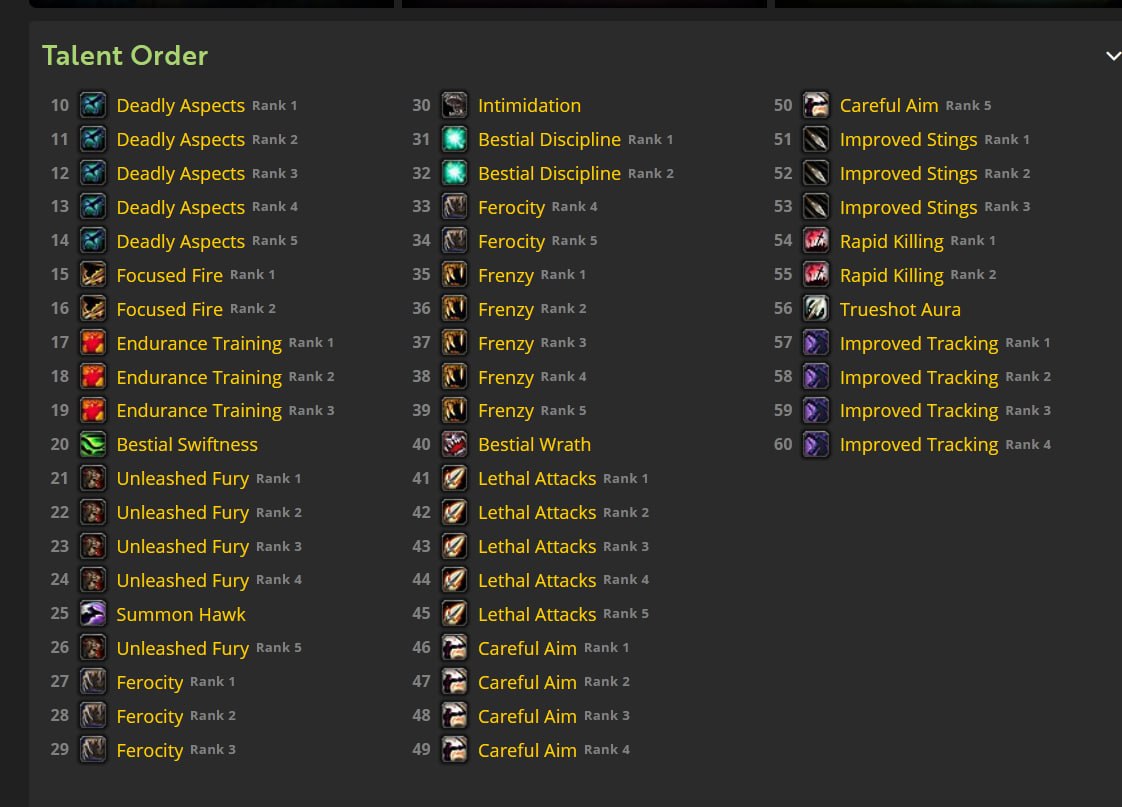 Talent Order
10 Deadly Aspects Rank 1
11 Deadly Aspects Rank 2
12 Deadly Aspects Rank 3
13 Deadly Aspects Rank 4
14 Deadly Aspects Rank 5
15 Focused Fire Rank 1
16 Focused Fire Rank 2
17 Endurance Training Rank 1
18 Endurance Training Rank 2
19 Endurance Training Rank 3
20 Bestial Swiftness
21 Unleashed Fury Rank 1
22 Unleashed Fury Rank 2
23 Unleashed Fury Rank 3
24 Unleashed Fury Rank 4
25 Summon Hawk
26 Unleashed Fury Rank 5
27 Ferocity Rank 1
28 Ferocity Rank 2
29 Ferocity Rank 3
30 Intimidation
31 Bestial Discipline Rank 1
32 Bestial Discipline Rank 2
33 Ferocity Rank 4
34 Ferocity Rank 5
35 Frenzy Rank 1
36 Frenzy Rank 2
37 Frenzy Rank 3
38 Frenzy Rank 4
39 Frenzy Rank 5
40 Bestial Wrath
41 Lethal Attacks Rank 1
42 Lethal Attacks Rank 2
43 Lethal Attacks Rank 3
44 Lethal Attacks Rank 4
45 Lethal Attacks Rank 5
46 Careful Aim Rank 1
47 Careful Aim Rank 2
48 Careful Aim Rank 3
49 Careful Aim Rank 4
50 Careful Aim Rank 5
51 Improved Stings Rank 1
52 Improved Stings Rank 2
53 Improved Stings Rank 3
54 Rapid Killing Rank 1
55 Rapid Killing Rank 2
56 Trueshot Aura
57 Improved Tracking Rank 1
58 Improved Tracking Rank 2
59 Improved Tracking Rank 3
60 Improved Tracking Rank 4